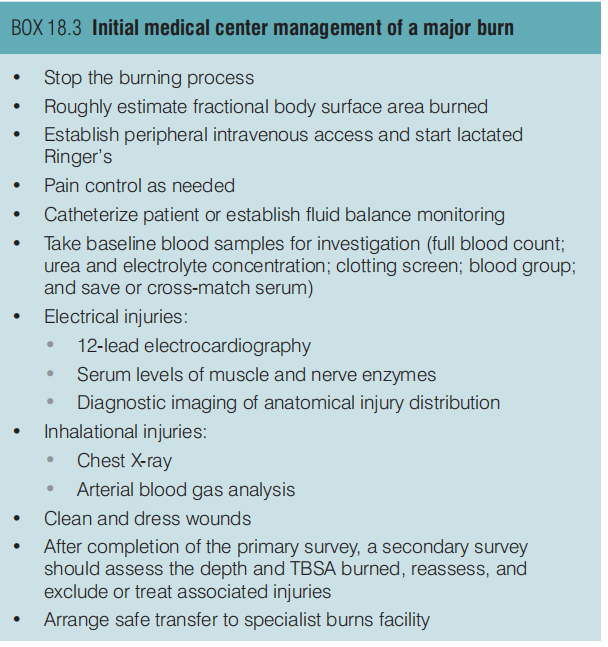 BOX 18.3 Initial medical center management of a major burn
• Stop the burning process
• Roughly estimate fractional body surface area burned
• Establish peripheral intravenous access and start lactated
Ringer’s
• Pain control as needed
• Catheterize patient or establish fluid balance monitoring
• Take baseline blood samples for investigation (full blood count;
urea and electrolyte concentration; clotting screen; blood group;
and save or cross-match serum)
• Electrical injuries:
• 12-lead electrocardiography
• Serum levels of muscle and nerve enzymes
• Diagnostic imaging of anatomical injury distribution
• Inhalational injuries:
• Chest X-ray
• Arterial blood gas analysis
• Clean and dress wounds
• After completion of the primary survey, a secondary survey
should assess the depth and TBSA burned, reassess, and
exclude or treat associated injuries
• Arrange safe transfer to specialist burns facility